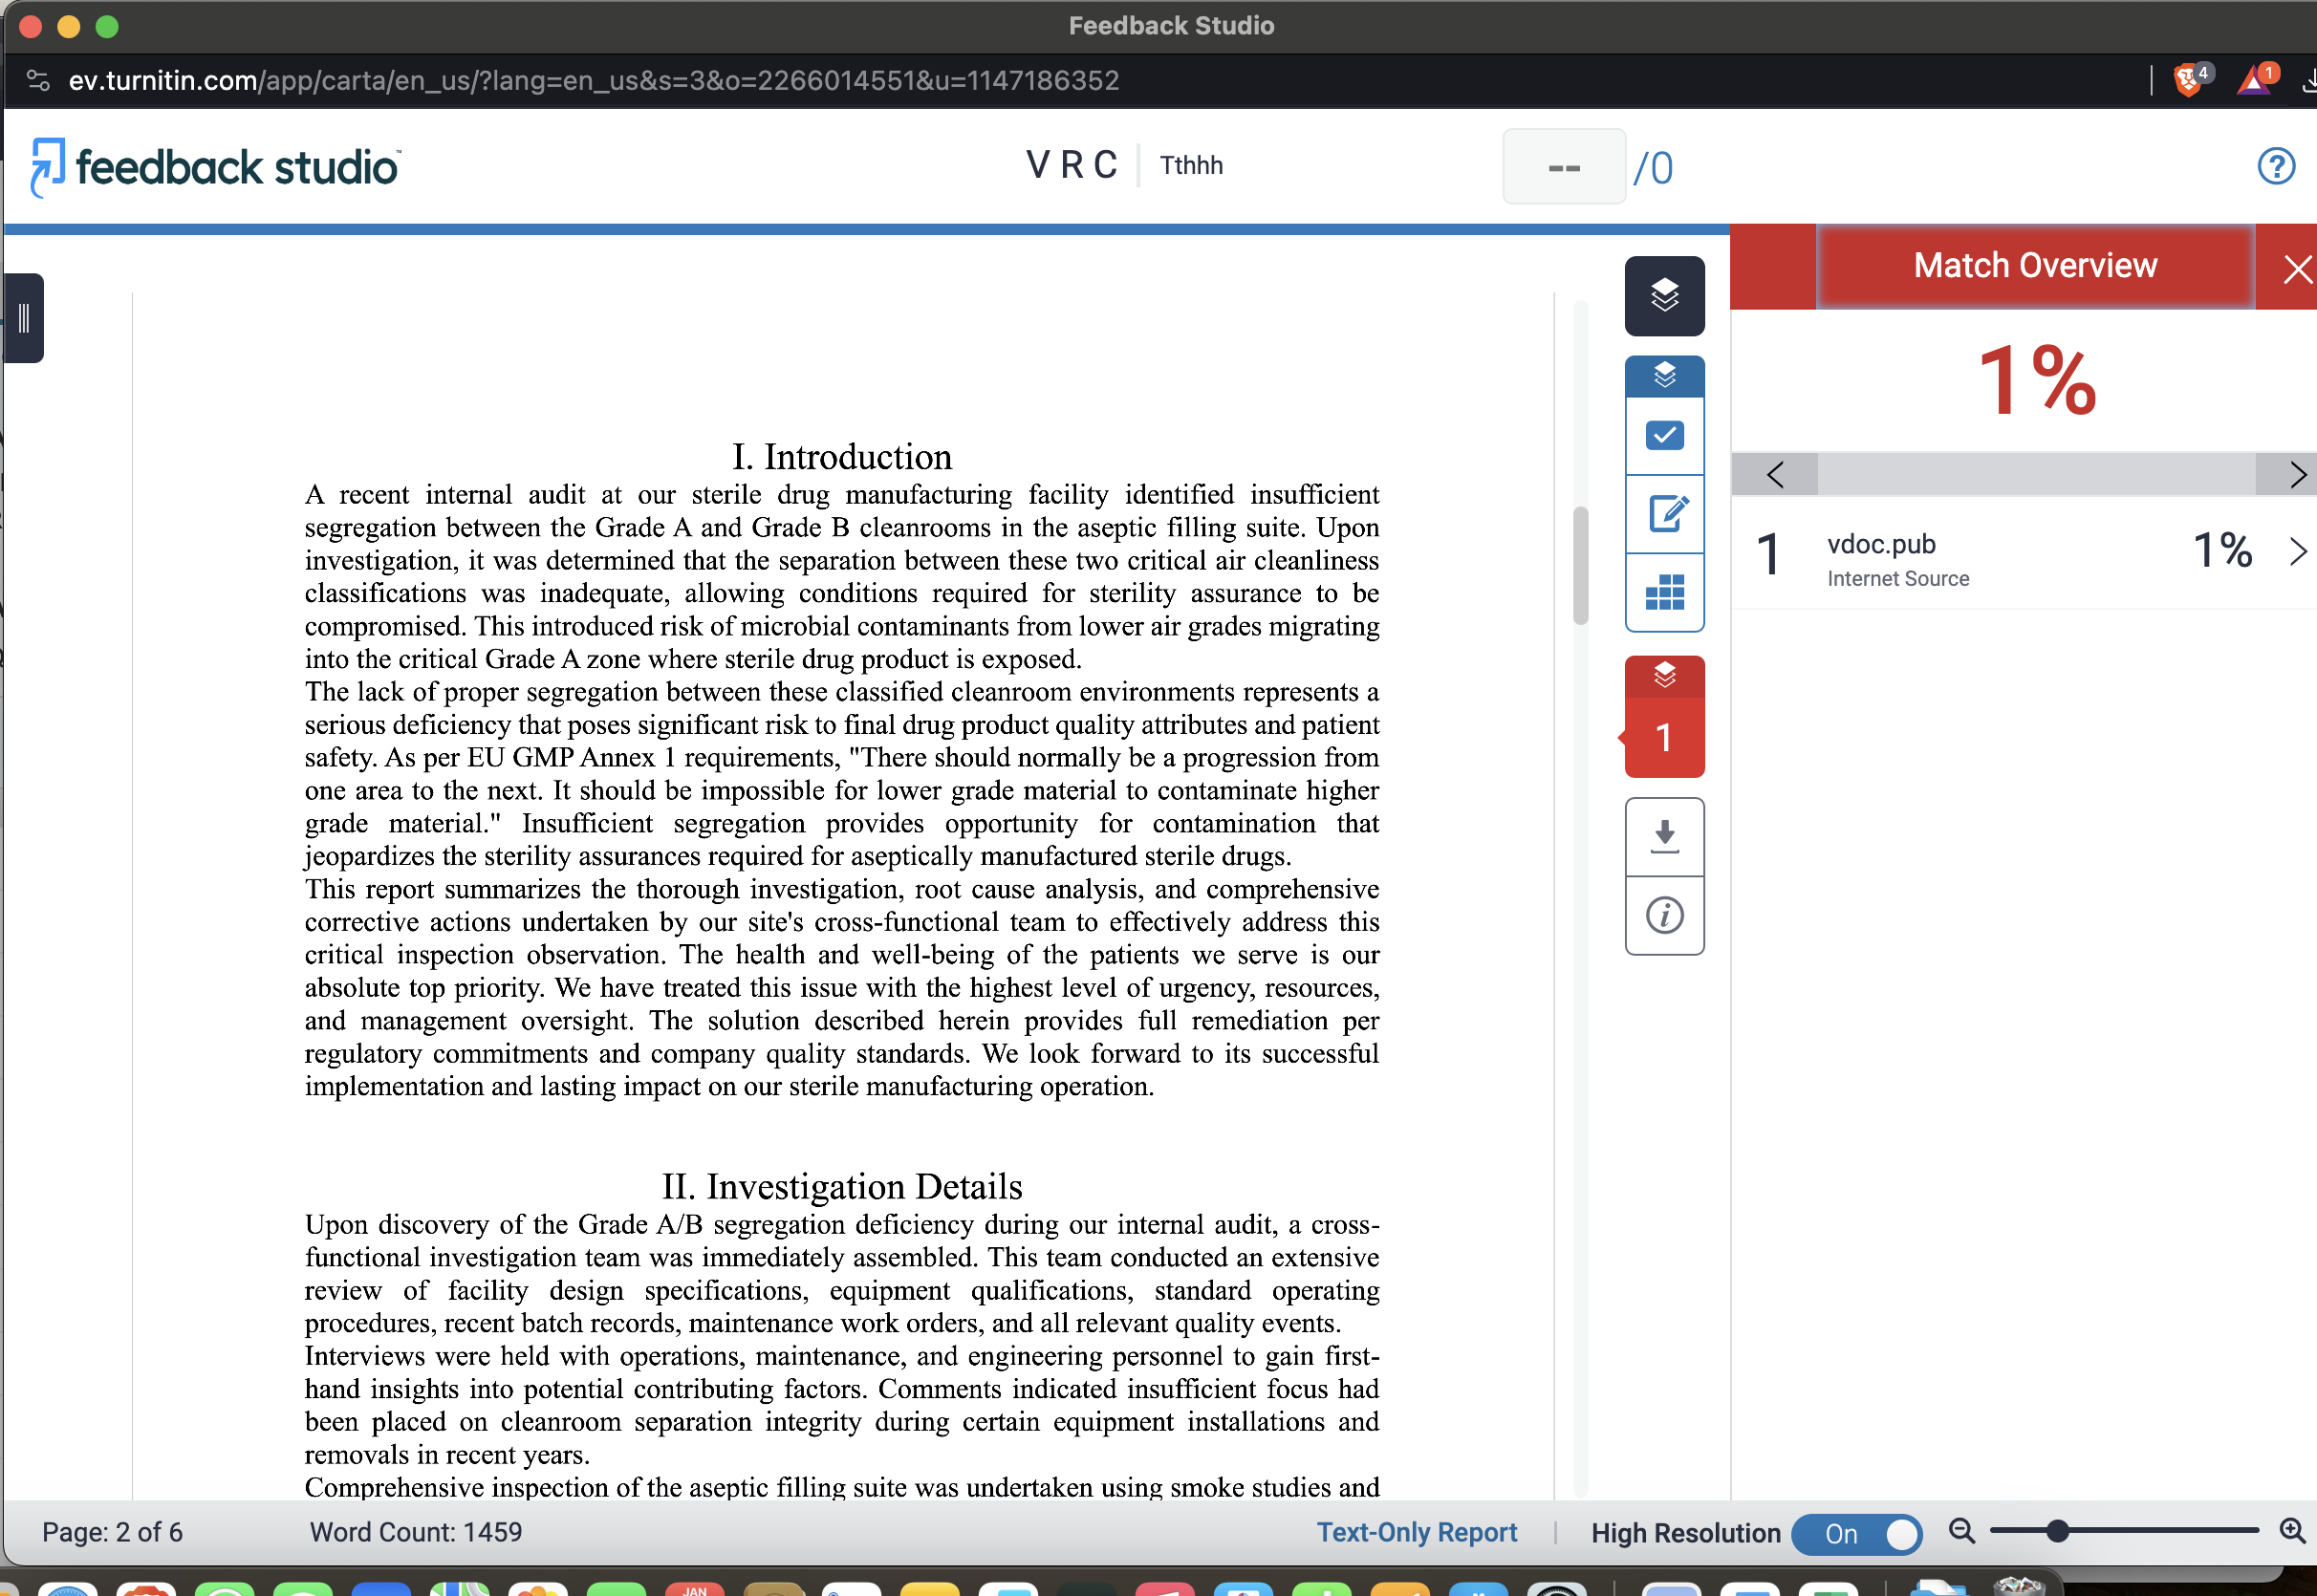 Feedback Studio
ev.turnitin.com/app/carta/en_us/?lang=en_us&s=3&o=2266014551&u=1147186352
4
1
feedback studio
V R C
Tthhh
-- /0
?
Match Overview
1%
1 vdoc.pub 1%
Internet Source
1
I. Introduction
A recent internal audit at our sterile drug manufacturing facility identified insufficient
segregation between the Grade A and Grade B cleanrooms in the aseptic filling suite. Upon
investigation, it was determined that the separation between these two critical air cleanliness
classifications was inadequate, allowing conditions required for sterility assurance to be
compromised. This introduced risk of microbial contaminants from lower air grades migrating
into the critical Grade A zone where sterile drug product is exposed.
The lack of proper segregation between these classified cleanroom environments represents a
serious deficiency that poses significant risk to final drug product quality attributes and patient
safety. As per EU GMP Annex 1 requirements, "There should normally be a progression from
one area to the next. It should be impossible for lower grade material to contaminate higher
grade material." Insufficient segregation provides opportunity for contamination that
jeopardizes the sterility assurances required for aseptically manufactured sterile drugs.
This report summarizes the thorough investigation, root cause analysis, and comprehensive
corrective actions undertaken by our site's cross-functional team to effectively address this
critical inspection observation. The health and well-being of the patients we serve is our
absolute top priority. We have treated this issue with the highest level of urgency, resources,
and management oversight. The solution described herein provides full remediation per
regulatory commitments and company quality standards. We look forward to its successful
implementation and lasting impact on our sterile manufacturing operation.
II. Investigation Details
Upon discovery of the Grade A/B segregation deficiency during our internal audit, a cross-
functional investigation team was immediately assembled. This team conducted an extensive
review of facility design specifications, equipment qualifications, standard operating
procedures, recent batch records, maintenance work orders, and all relevant quality events.
Interviews were held with operations, maintenance, and engineering personnel to gain first-
hand insights into potential contributing factors. Comments indicated insufficient focus had
been placed on cleanroom separation integrity during certain equipment installations and
removals in recent years.
Comprehensive inspection of the aseptic filling suite was undertaken using smoke studies and
Page: 2 of 6
Word Count: 1459
Text-Only Report
High Resolution On
JAN